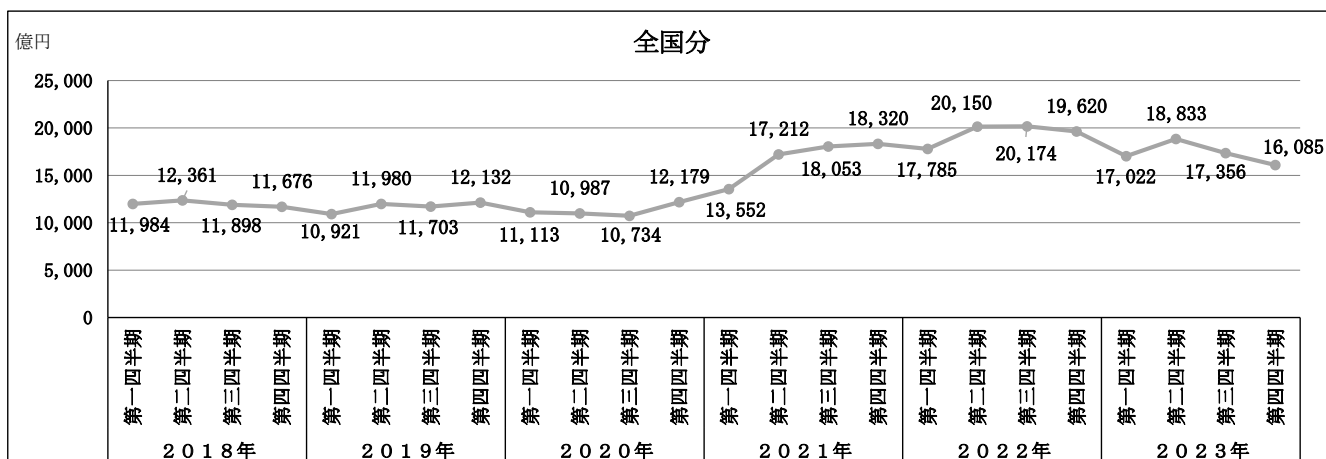 億円
全国分
25,000
20,000
15,000
10,000
5,000
0
11,984
12,361
11,898
11,676
10,921
11,980
11,703
12,132
11,113
10,987
10,734
12,179
13,552
17,212
18,053
18,320
17,785
20,150
20,174
19,620
17,022
18,833
17,356
16,085
第一四半期
第二四半期
第三四半期
第四四半期
第一四半期
第二四半期
第三四半期
第四四半期
第一四半期
第二四半期
第三四半期
第四四半期
第一四半期
第二四半期
第三四半期
第四四半期
第一四半期
第二四半期
第三四半期
第四四半期
第一四半期
第二四半期
第三四半期
第四四半期
2018年
2019年
2020年
2021年
2022年
2023年